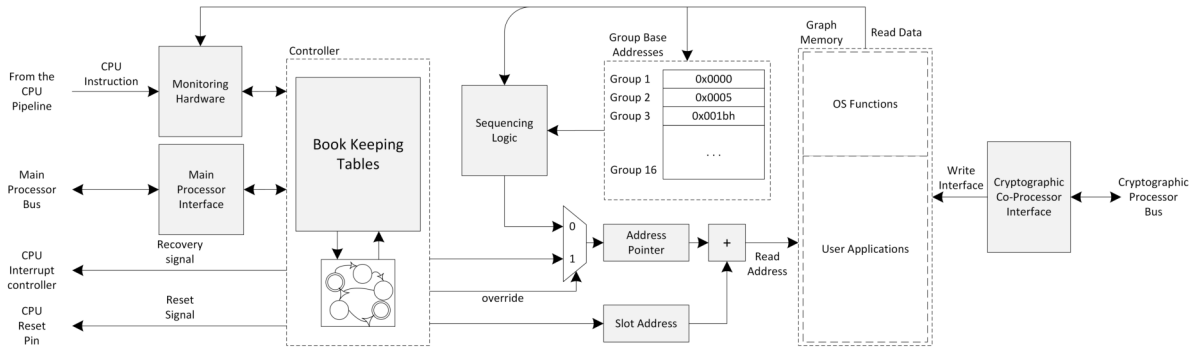 From the
CPU
Pipeline
CPU
Instruction
Monitoring
Hardware
Main
Processor
Bus
Main
Processor
Interface
Recovery
signal
CPU
Interrupt
controller
Reset
Signal
CPU
Reset
Pin
Controller
Book Keeping
Tables
Sequencing
Logic
Group Base
Addresses
Group 1 0x0000
Group 2 0x0005
Group 3 0x001bh
. . .
Group 16
0
1
override
Address
Pointer
+
Slot Address
Read
Address
Graph
Memory
Read Data
OS Functions
User Applications
Write
Interface
Cryptographic
Co-Processor
Interface
Cryptographic
Processor
Bus